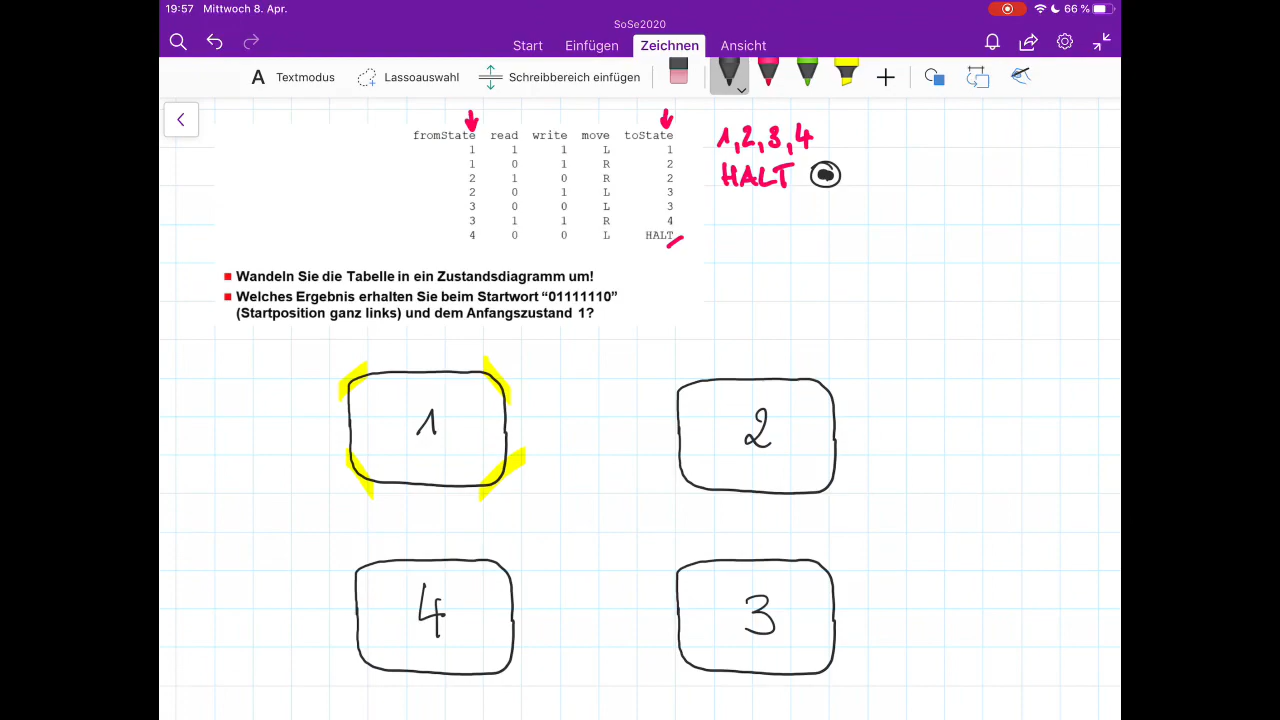 19:57 Mittwoch 8. Apr.
66 %
SoSe2020
Start Einfügen Zeichnen Ansicht
A Textmodus Lassoauswahl Schreibbereich einfügen
fromState read write move toState
1 1 1 L 1
1 0 1 R 2
2 1 0 R 2
2 0 1 L 3
3 0 0 L 3
3 1 1 R 4
4 0 0 L HALT
1,2,3,4
HALT
Wandeln Sie die Tabelle in ein Zustandsdiagramm um!
Welches Ergebnis erhalten Sie beim Startwort “01111110”
(Startposition ganz links) und dem Anfangszustand 1?
1
2
4
3